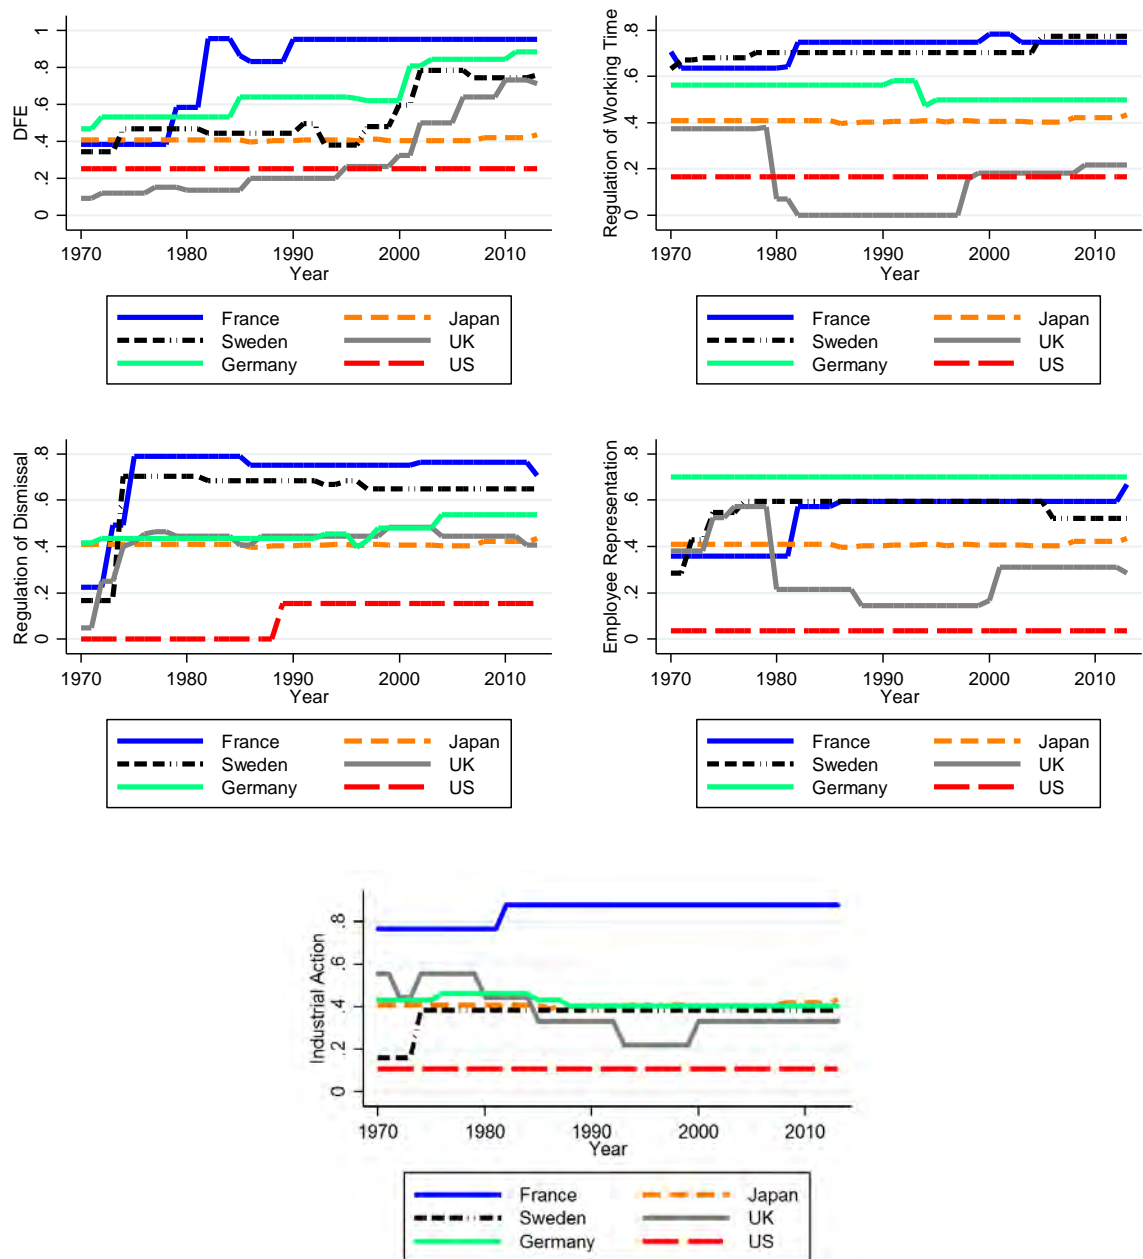 DFE
1
.8
.6
.4
.2
0
1970 1980 1990 2000 2010
Year
France Japan
Sweden UK
Germany US
Regulation of Working Time
.8
.6
.4
.2
0
1970 1980 1990 2000 2010
Year
France Japan
Sweden UK
Germany US
Regulation of Dismissal
.8
.6
.4
.2
0
1970 1980 1990 2000 2010
Year
France Japan
Sweden UK
Germany US
Employee Representation
.8
.6
.4
.2
0
1970 1980 1990 2000 2010
Year
France Japan
Sweden UK
Germany US
Industrial Action
.8
.6
.4
.2
0
1970 1980 1990 2000 2010
Year
France Japan
Sweden UK
Germany US